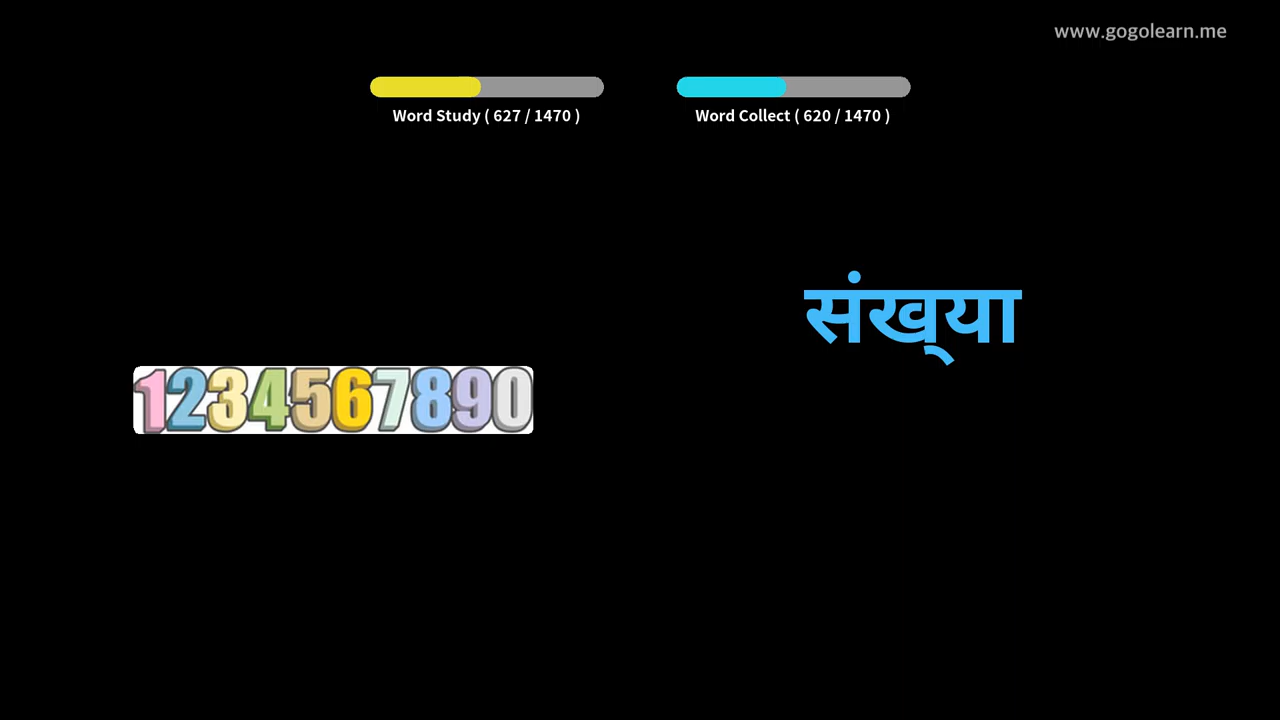 www.gogolearn.me
Word Study ( 627 / 1470 )
Word Collect ( 620 / 1470 )
संख्या
1234567890